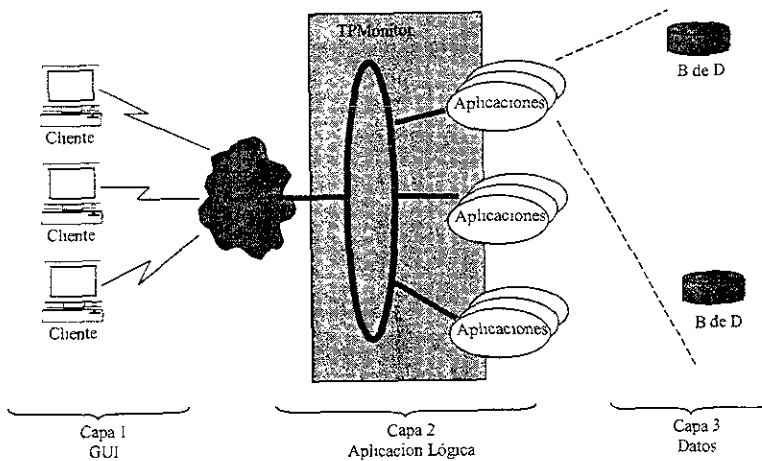 TPMonitor
Cliente
Cliente
Cliente
Aplicaciones
Aplicaciones
Aplicaciones
B de D
B de D
Capa 1
GUI
Capa 2
Aplicacion Lógica
Capa 3
Datos